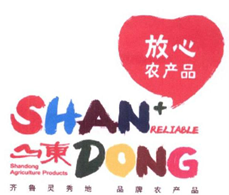 放心
农产品
SHAN+
RELIABLE
山東
Shandong
Agriculture Products
DONG
齐鲁灵秀地 品牌农产品